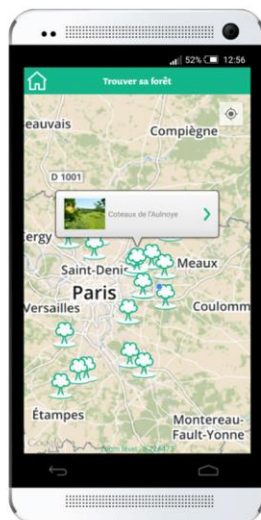 52% 12:56
Trouver sa forêt
eauvais
Compiègne
D 1001
Coteaux de l'Aulnoye
ergy
Saint-Denis
Meaux
Paris
Versailles
Coulomm
Étampes
Montereau-
Fault-Yonne